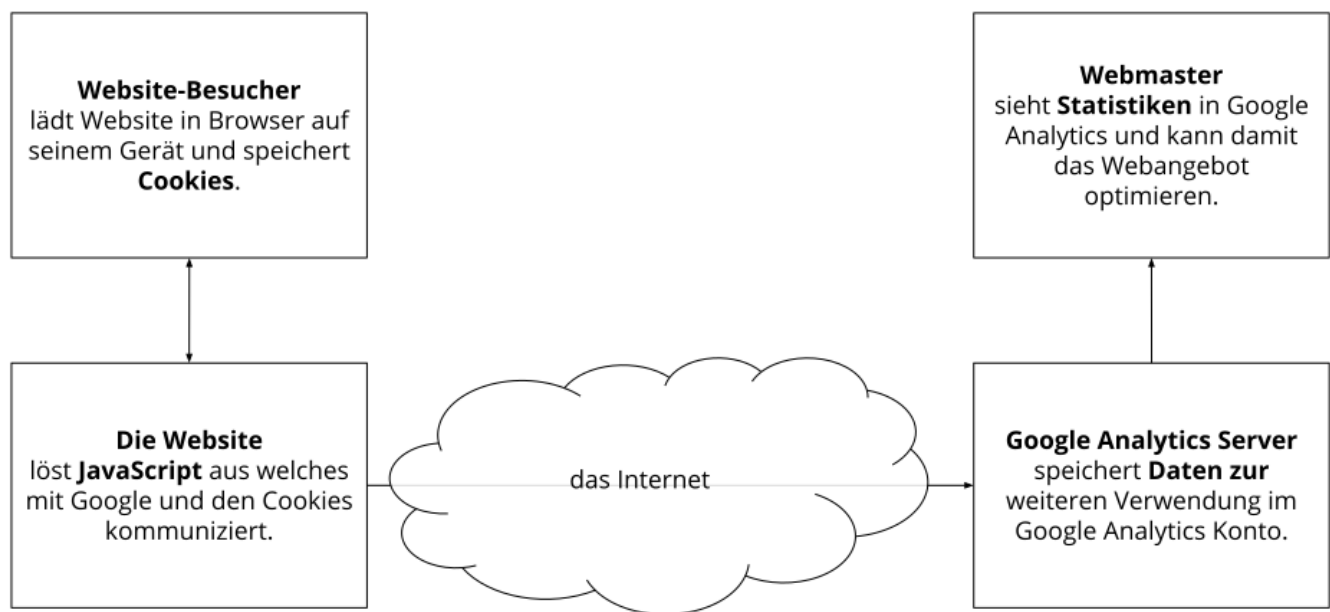 Website-Besucher
lädt Website in Browser auf
seinem Gerät und speichert
Cookies.
Webmaster
sieht Statistiken in Google
Analytics und kann damit
das Webangebot
optimieren.
Die Website
löst JavaScript aus welches
mit Google und den Cookies
kommuniziert.
das Internet
Google Analytics Server
speichert Daten zur
weiteren Verwendung im
Google Analytics Konto.